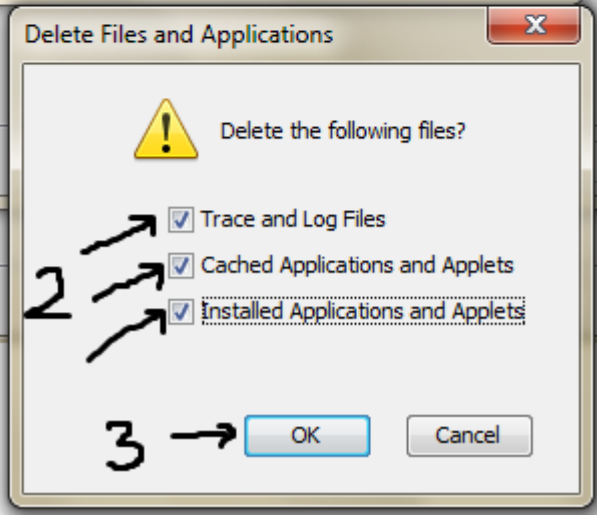 Delete Files and Applications
Delete the following files?
Trace and Log Files
2
Cached Applications and Applets
Installed Applications and Applets
3
OK
Cancel